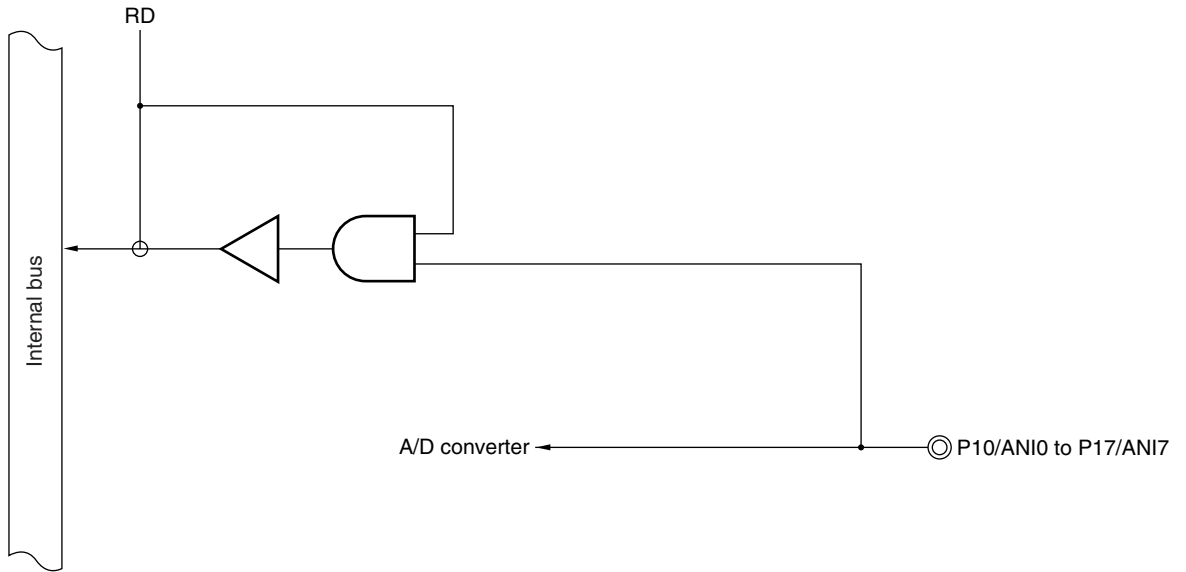 RD
Internal bus
A/D converter
P10/ANI0 to P17/ANI7